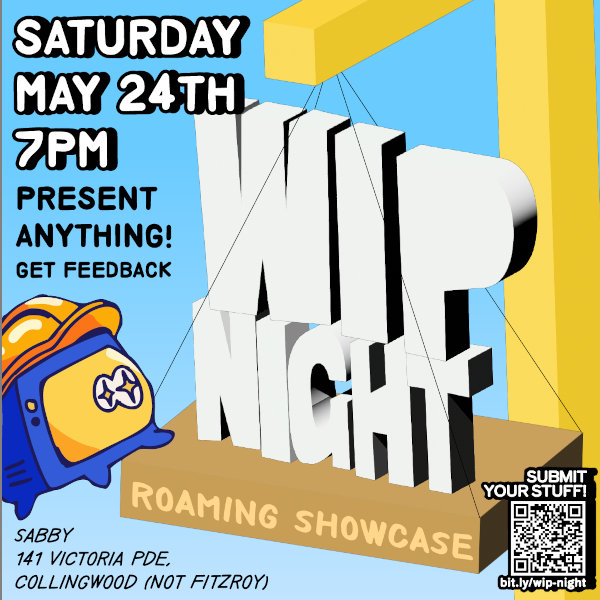 SATURDAY
MAY 24TH
7PM
PRESENT
ANYTHING!
GET FEEDBACK
WIP
NIGHT
ROAMING SHOWCASE
SABBY
141 VICTORIA PDE,
COLLINGWOOD (NOT FITZROY)
SUBMIT
YOUR STUFF!
bit.ly/wip-night